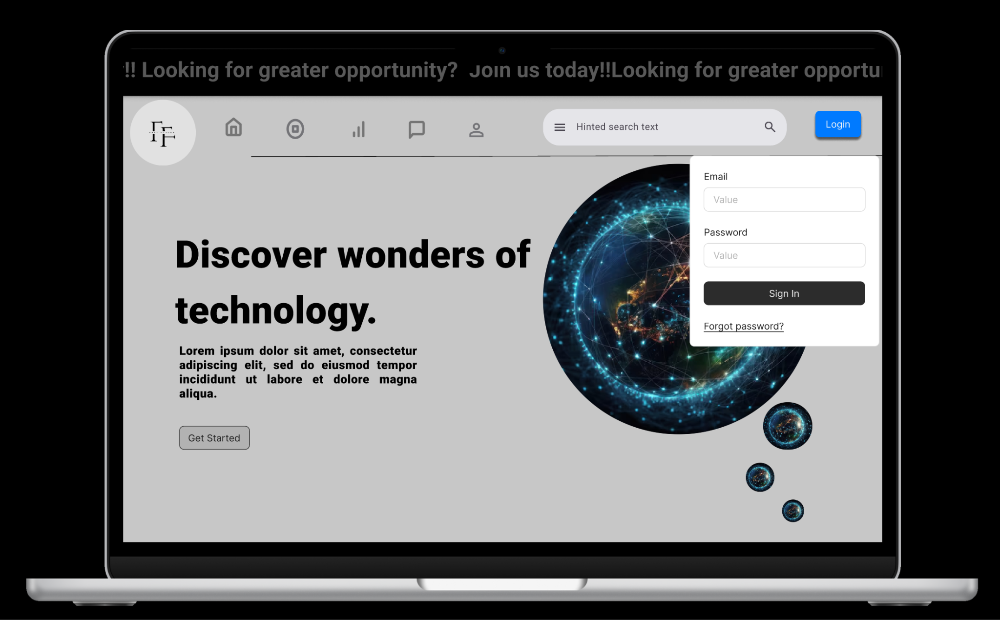 !! Looking for greater opportunity? Join us today!!Looking for greater
FF
FAST FUTURE
Hinted search text
Login
Email
Value
Password
Value
Sign In
Forgot password?
Discover wonders of
technology.
Lorem ipsum dolor sit amet, consectetur
adipiscing elit, sed do eiusmod tempor
incididunt ut labore et dolore magna
aliqua.
Get Started